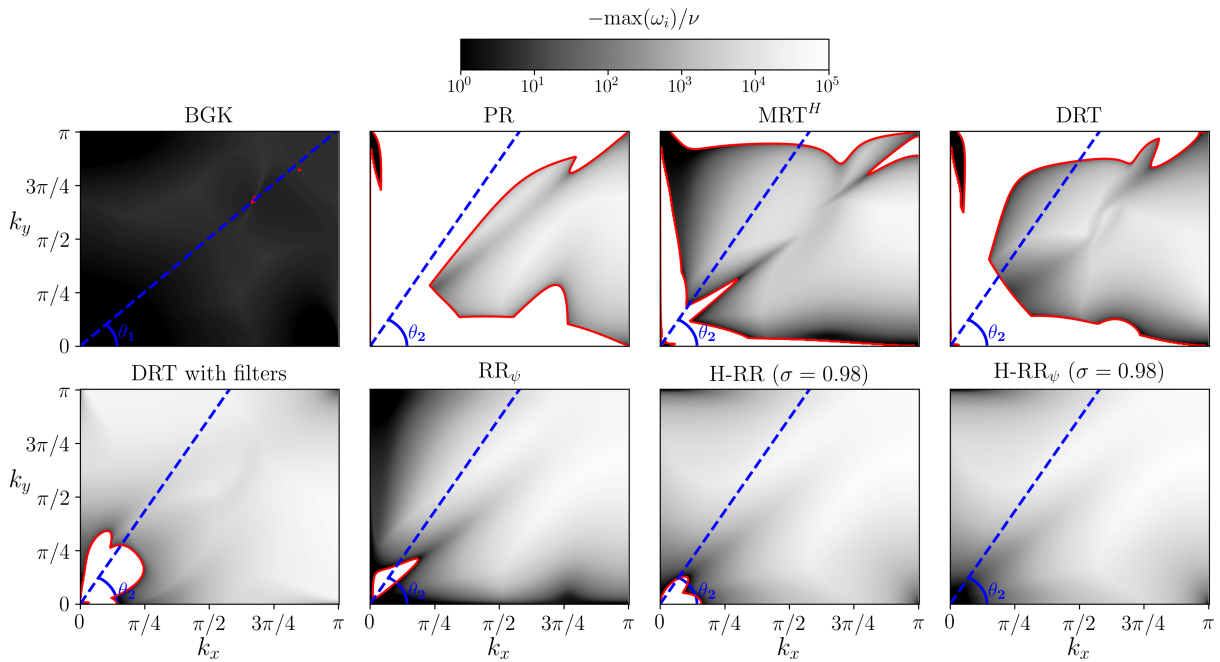 −max(ω_i)/ν
10^0 10^1 10^2 10^3 10^4 10^5
BGK PR MRT^H DRT
π
3π/4
k_y
π/2
π/4
0
θ_1 θ_2 θ_2 θ_2
DRT with filters RR_ψ H-RR (σ = 0.98) H-RR_ψ (σ = 0.98)
π
3π/4
k_y
π/2
π/4
0
θ_2 θ_2 θ_2 θ_2
0 π/4 π/2 3π/4 π 0 π/4 π/2 3π/4 π 0 π/4 π/2 3π/4 π 0 π/4 π/2 3π/4 π
k_x k_x k_x k_x